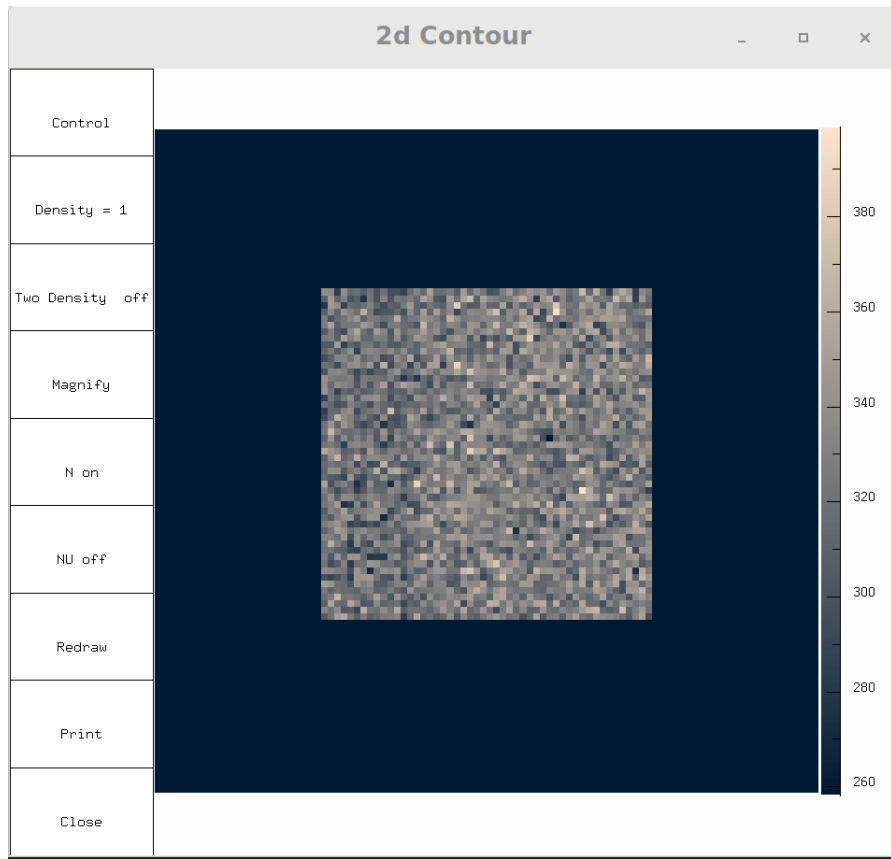 2d Contour
Control
Density = 1
Two Density  off
Magnify
N on
NU off
Redraw
Print
Close
380
360
340
320
300
280
260